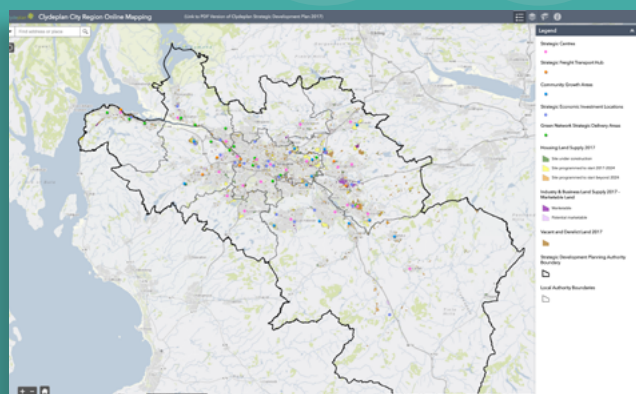 Clydeplan City Region Online Mapping
(Link to PDF Version of Clydeplan Strategic Development Plan 2017)
Find address or place
Legend
Strategic Centres
Strategic Freight Transport Hub
Community Growth Areas
Strategic Economic Investment Locations
Green Network Strategic Delivery Areas
Housing Land Supply 2017
Site under construction
Site programmed to start 2017-2024
Site programmed to start beyond 2024
Industry & Business Land Supply 2017 -
Marketable Land
Marketable
Potential marketable
Vacant and Derelict Land 2017
Strategic Development Planning Authority
Boundary
Local Authority Boundaries